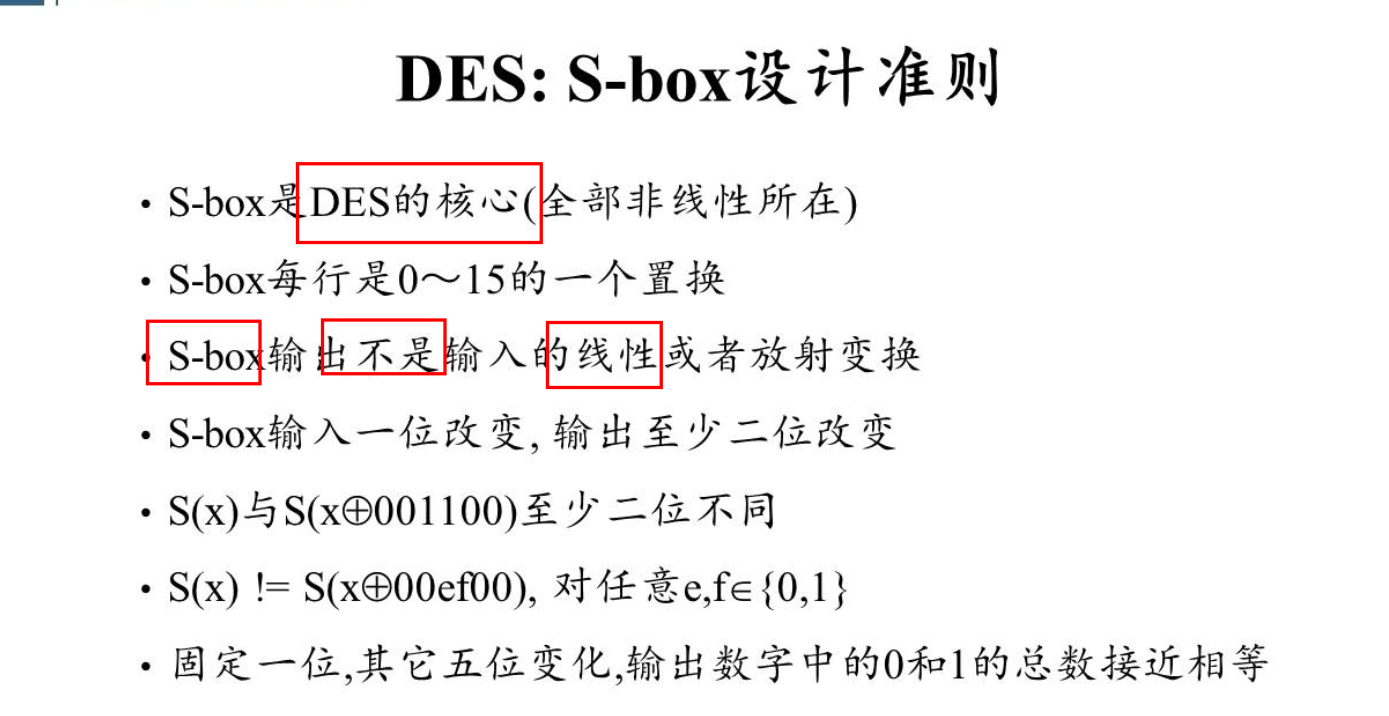 DES: S-box设计准则
• S-box是DES的核心(全部非线性所在)
• S-box每行是0～15的一个置换
• S-box输出不是输入的线性或者放射变换
• S-box输入一位改变, 输出至少二位改变
• S(x)与S(x⊕001100)至少二位不同
• S(x) != S(x⊕00ef00), 对任意e,f∈{0,1}
• 固定一位,其它五位变化,输出数字中的0和1的总数接近相等